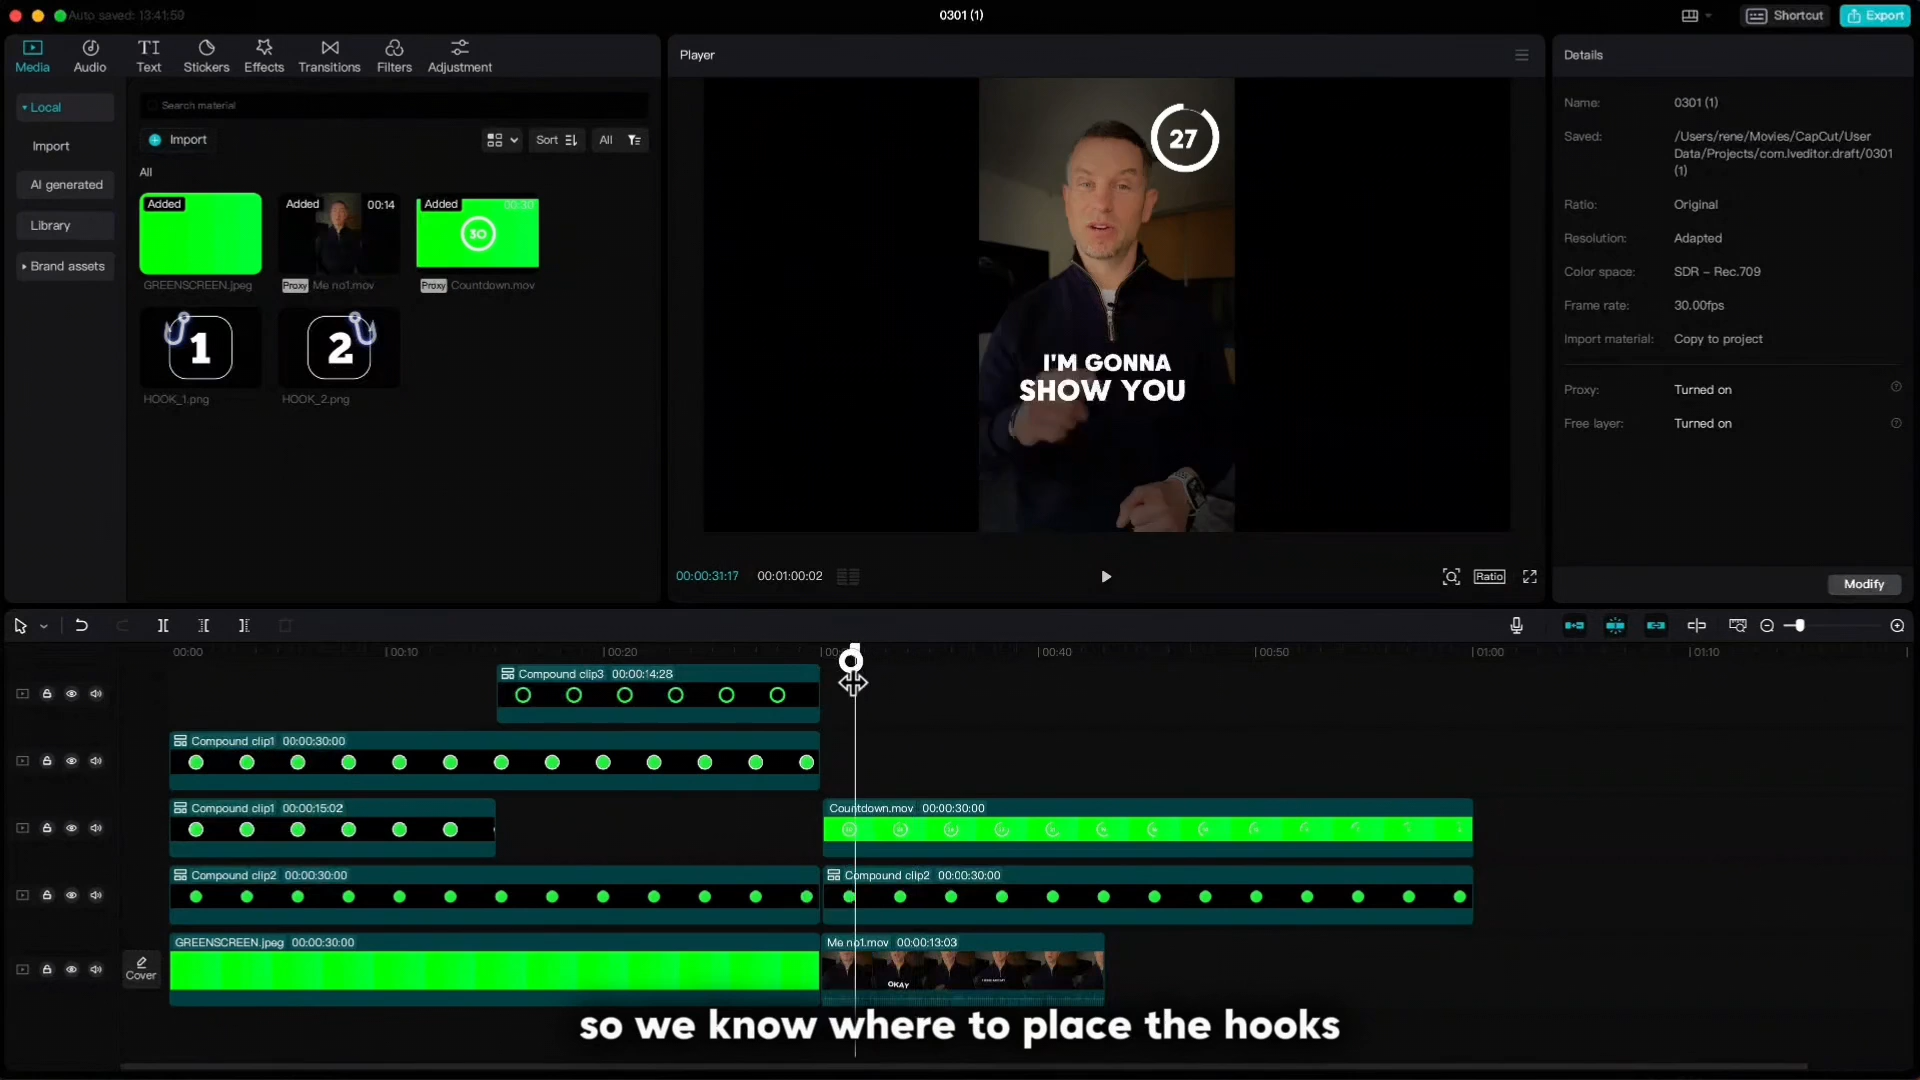 Auto saved: 13:41:59
0301 (1)
Shortcut
Export
Media
Audio
Text
Stickers
Effects
Transitions
Filters
Adjustment
Player
Details
Local
Import
AI generated
Library
Brand assets
Search material
Import
Sort
All
All
Added
Added
00:14
Added
00:30
30
GREENSCREEN.jpeg
Proxy
Me no1.mov
Proxy
Countdown.mov
1
2
HOOK_1.png
HOOK_2.png
27
I'M GONNA
SHOW YOU
00:00:31:17
00:01:00:02
Ratio
Name:
0301 (1)
Saved:
/Users/rene/Movies/CapCut/User
Data/Projects/com.lveditor.draft/0301
(1)
Ratio:
Original
Resolution:
Adapted
Color space:
SDR - Rec.709
Frame rate:
30.00fps
Import material:
Copy to project
Proxy:
Turned on
Free layer:
Turned on
Modify
00:00
00:10
00:20
00:40
00:50
01:00
01:10
Compound clip3 00:00:14:28
Compound clip1 00:00:30:00
Compound clip1 00:00:15:02
Countdown.mov 00:00:30:00
Compound clip2 00:00:30:00
Compound clip2 00:00:30:00
Cover
GREENSCREEN.jpeg 00:00:30:00
Me no1.mov 00:00:13:03
OKAY
so we know where to place the hooks